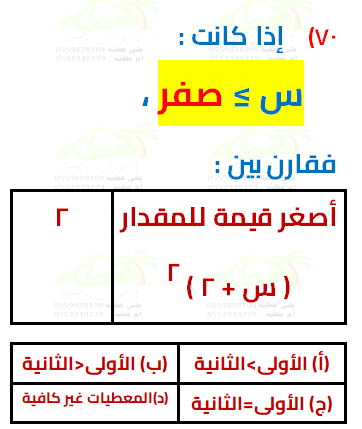 ٧٠) إذا كانت :
س ≤ صفر ،
فقارن بين :
أصغر قيمة للمقدار
(س + ٢)٢
٢
(أ) الأولى>الثانية
(ب) الأولى<الثانية
(ج) الأولى=الثانية
(د)المعطيات غير كافية